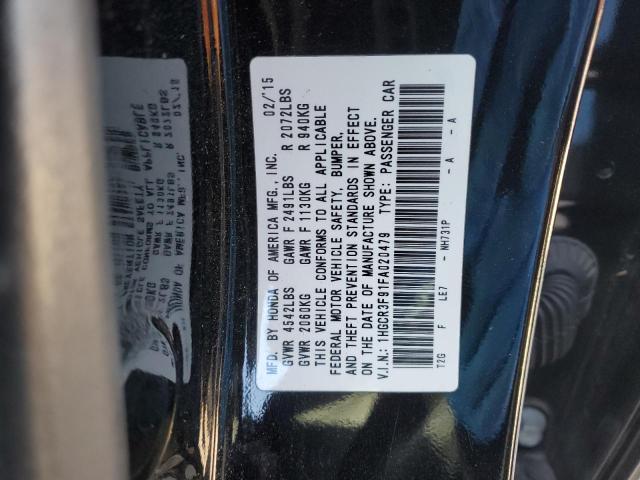 MFD. BY HONDA OF AMERICA MFG., INC. 02/'15
GVWR 4542LBS GAWR F 2491LBS R 2072LBS
GVWR 2060KG GAWR F 1130KG R 940KG
THIS VEHICLE CONFORMS TO ALL APPLICABLE
FEDERAL MOTOR VEHICLE SAFETY, BUMPER,
AND THEFT PREVENTION STANDARDS IN EFFECT
ON THE DATE OF MANUFACTURE SHOWN ABOVE.
V.I.N.: 1HGCR3F91FA020479 TYPE: PASSENGER CAR
T2G F LE7 - NH731P - A - A